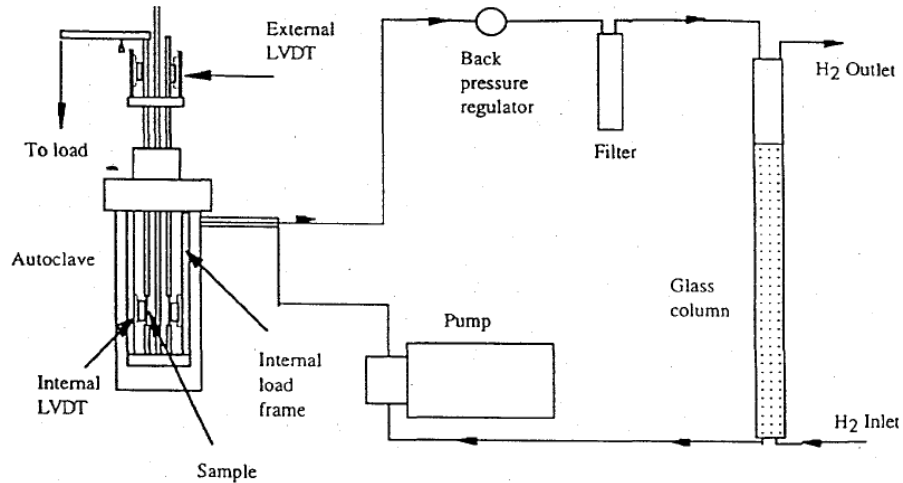 External
LVDT
Back
pressure
regulator
H2 Outlet
To load
Filter
Autoclave
Glass
column
Pump
Internal
LVDT
Internal
load
frame
H2 Inlet
Sample